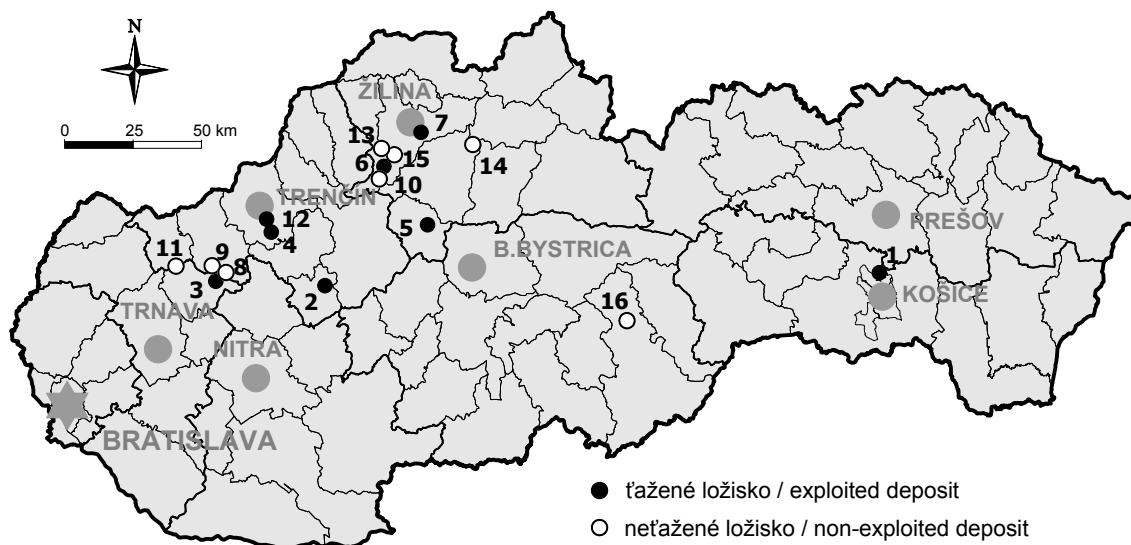 N
0 50 km
ŽILINA
7
13
15
14
6
10
TRENČÍN
12
4
5
PREŠOV
B.BYSTRICA
11
9
8
3
2
1
KOŠICE
TRNAVA
16
NITRA
BRATISLAVA
ťažené ložisko / exploited deposit
neťažené ložisko / non-exploited deposit